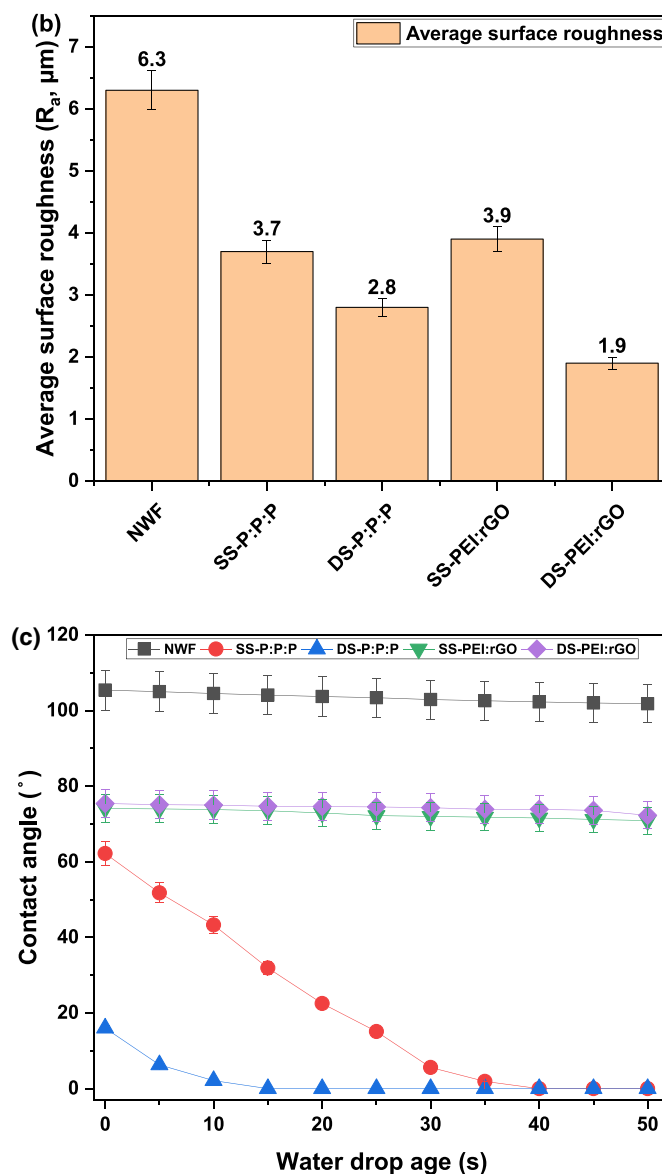 (b)
Average surface roughness
Average surface roughness (Ra, µm)
7
6
5
4
3
2
1
0
6.3
3.7
2.8
3.9
1.9
NWF
SS-P:P:P
DS-P:P:P
SS-PEI:rGO
DS-PEI:rGO
(c)
NWF SS-P:P:P DS-P:P:P SS-PEI:rGO DS-PEI:rGO
Contact angle (°)
120
100
80
60
40
20
0
0 10 20 30 40 50
Water drop age (s)